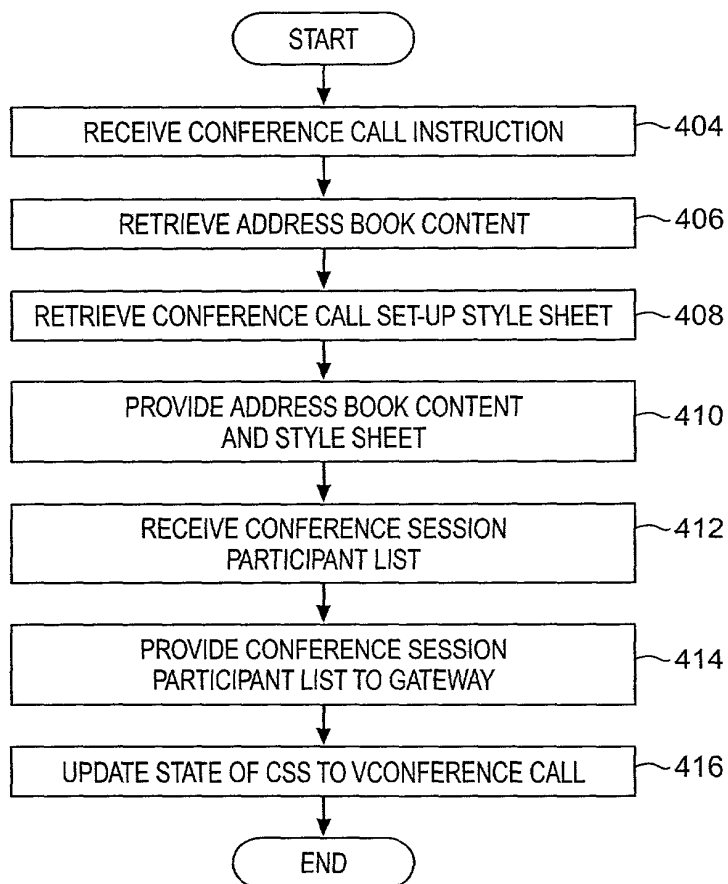 START
RECEIVE CONFERENCE CALL INSTRUCTION
404
RETRIEVE ADDRESS BOOK CONTENT
406
RETRIEVE CONFERENCE CALL SET-UP STYLE SHEET
408
PROVIDE ADDRESS BOOK CONTENT
AND STYLE SHEET
410
RECEIVE CONFERENCE SESSION
PARTICIPANT LIST
412
PROVIDE CONFERENCE SESSION
PARTICIPANT LIST TO GATEWAY
414
UPDATE STATE OF CSS TO VCONFERENCE CALL
416
END